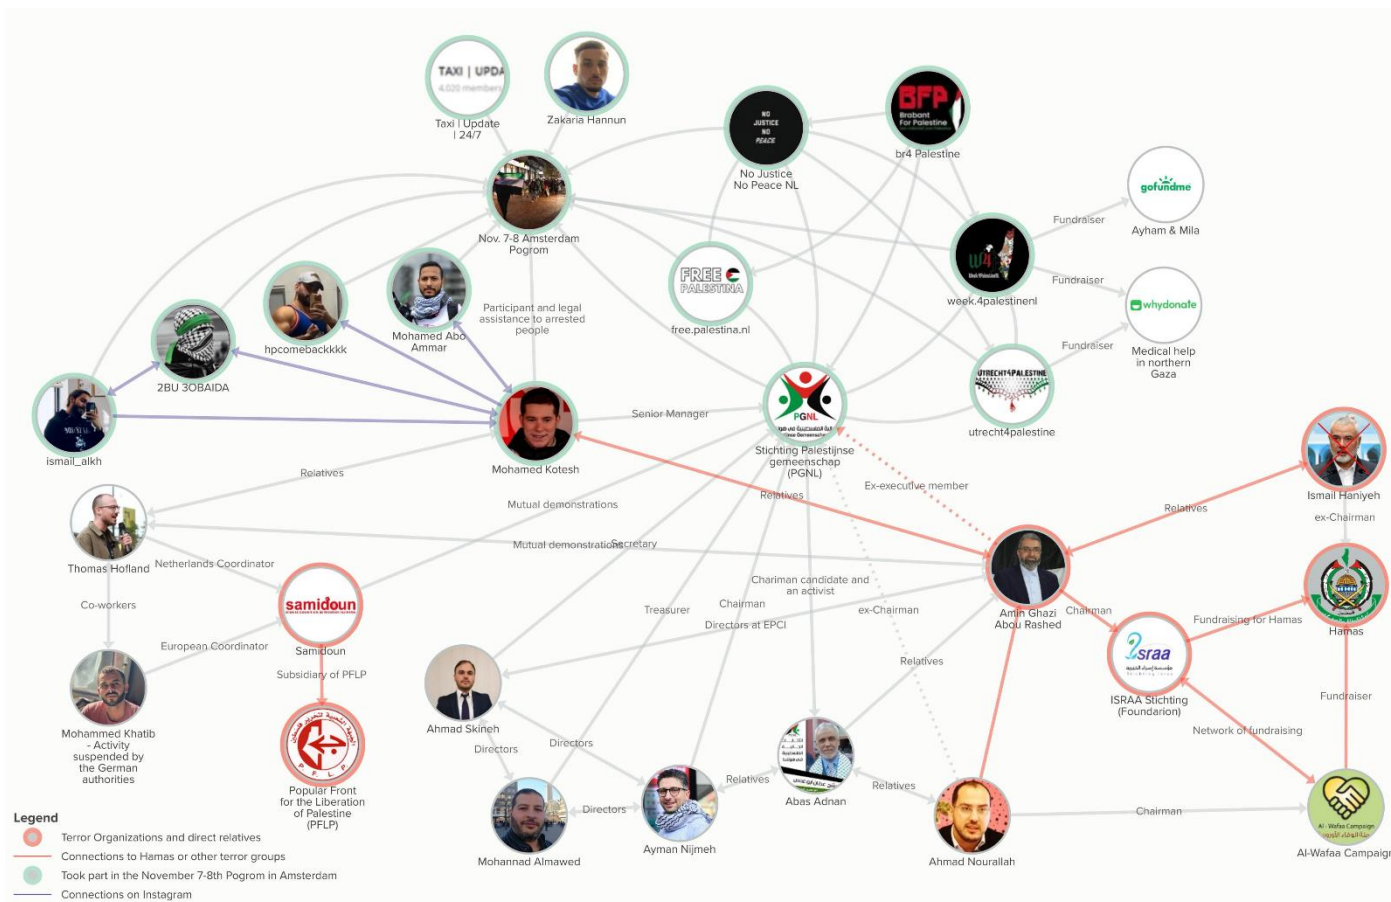 TAXI | UPDA
4,020 members
Taxi | Update
| 24/7
Zakaria Hannun
NO
JUSTICE
NO
PEACE
No Justice
No Peace NL
BFP
Brabant
For Palestine
br4 Palestine
gofundme
Ayham & Mila
Fundraiser
Nov. 7-8 Amsterdam
Pogrom
W4
week.4palestinenl
Fundraiser
FREE
PALESTINA
free.palestina.nl
whydonate
Medical help
in northern
Gaza
Fundraiser
hpcomebackkkk
Mohamed Abo
Ammar
Participant and legal
assistance to arrested
people
2BU 3OBAIDA
UTRECHT4PALESTINE
utrecht4palestine
ismail_alkh
Mohamed Kotesh
Senior Manager
PGNL
Stichting Palestijnse
gemeenschap
(PGNL)
Ismail Haniyeh
Relatives
Mutual demonstrations
Relatives
Ex-executive member
Relatives
ex-Chairman
Thomas Hofland
Mutual demonstrations
Secretary
Netherlands Coordinator
Co-workers
samidoun
Samidoun
European Coordinator
Subsidiary of PFLP
Chariman candidate and
an activist
Treasurer
Chairman
Directors at EPCI
ex-Chairman
Amin Ghazi
Abou Rashed
Chairman
Hamas
Fundraising for Hamas
Israa
مؤسسة إسراء الخيرية
ISRAA Stichting
(Foundarion)
Relatives
Fundraiser
Network of fundraising
Mohammed Khatib
- Activity
suspended by
the German
authorities
P.F.L.P
Popular Front
for the Liberation
of Palestine
(PFLP)
Ahmad Skineh
Directors
Directors
Directors
Mohannad Almawed
Ayman Nijmeh
Relatives
Abas Adnan
Relatives
Ahmad Nourallah
Chairman
Al - Wafaa Campaign
Al-Wafaa Campaign
Legend
Terror Organizations and direct relatives
Connections to Hamas or other terror groups
Took part in the November 7-8th Pogrom in Amsterdam
Connections on Instagram